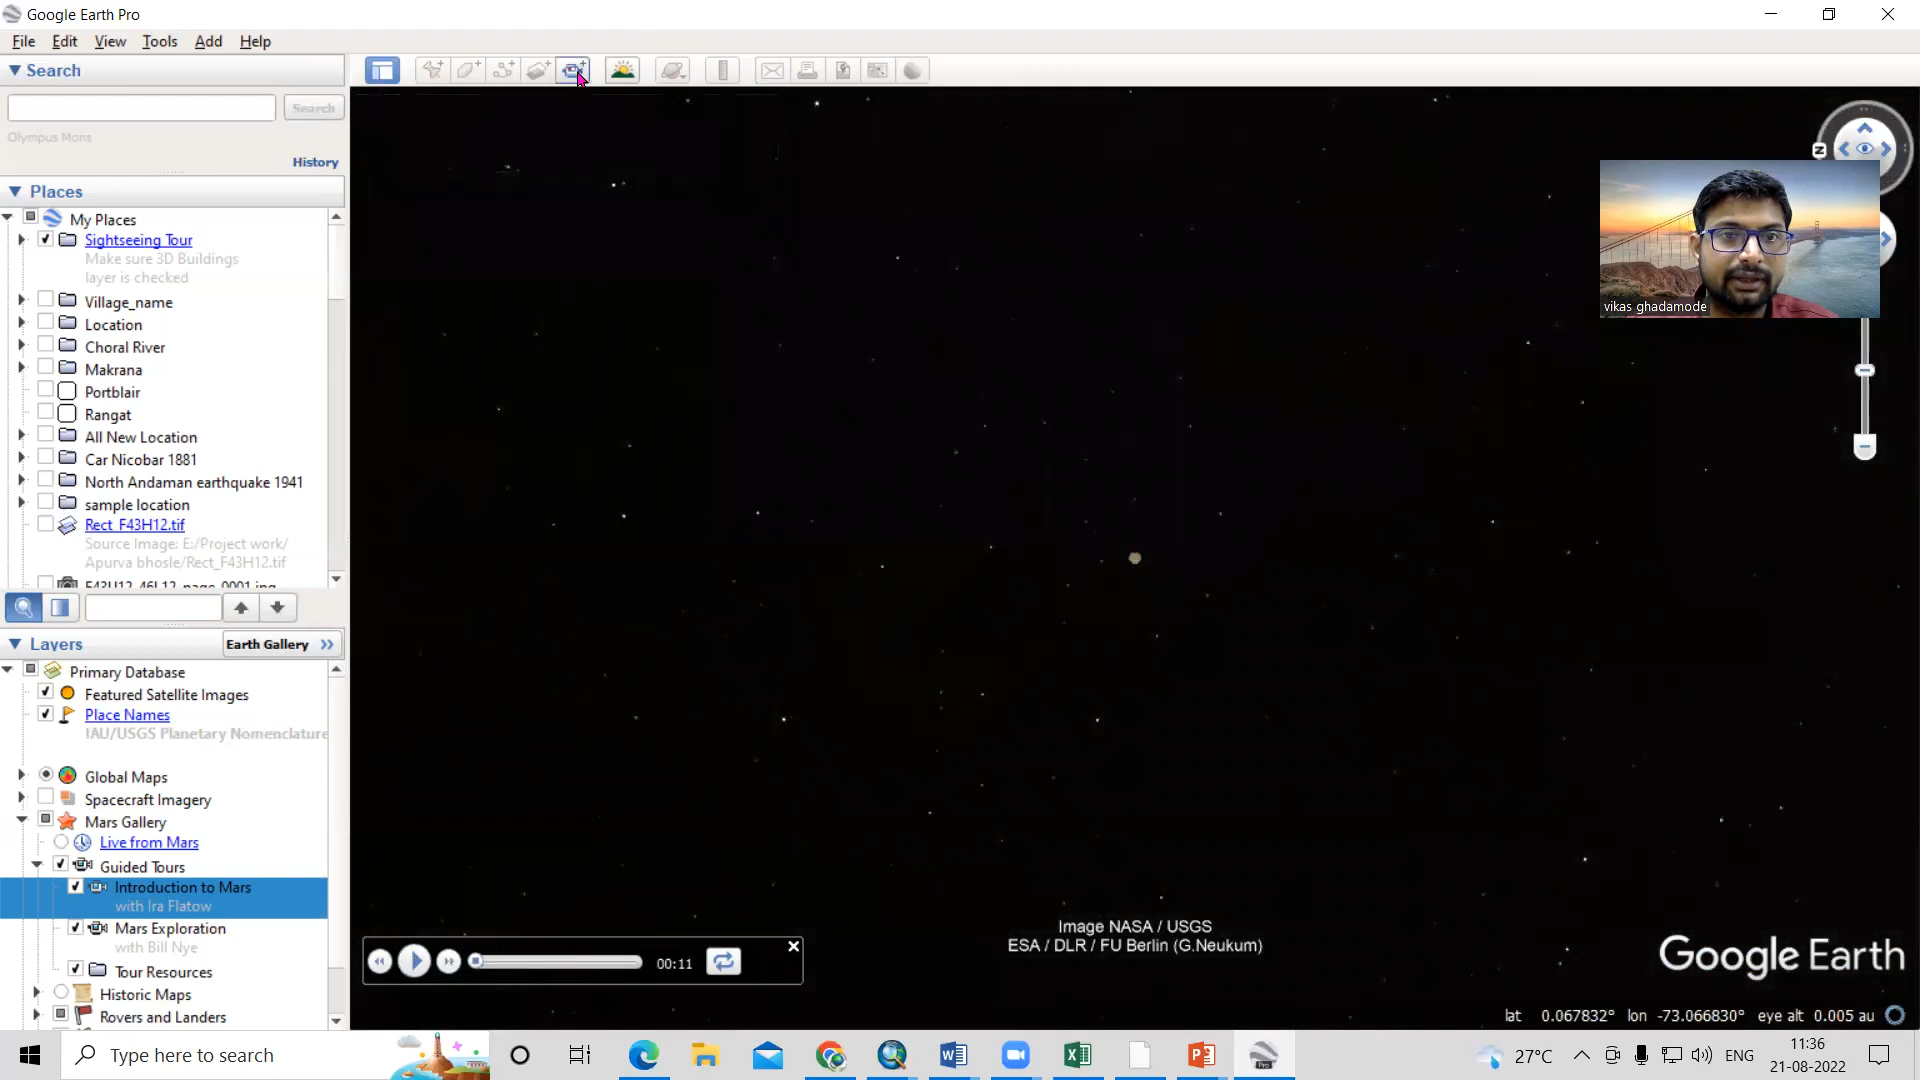 Google Earth Pro
File Edit View Tools Add Help
Search
Search
Olympus Mons
History
Places
My Places
Sightseeing Tour
Make sure 3D Buildings
layer is checked
Village_name
Location
Choral River
Makrana
Portblair
Rangat
All New Location
Car Nicobar 1881
North Andaman earthquake 1941
sample location
Rect_F43H12.tif
Source Image: E:/Project work/
Apurva bhosle/Rect_F43H12.tif
Layers
Earth Gallery >>
Primary Database
Featured Satellite Images
Place Names
IAU/USGS Planetary Nomenclature
Global Maps
Spacecraft Imagery
Mars Gallery
Live from Mars
Guided Tours
Introduction to Mars
with Ira Flatow
Mars Exploration
with Bill Nye
Tour Resources
Historic Maps
Rovers and Landers
N
vikas ghadamode
00:11
Image NASA / USGS
ESA / DLR / FU Berlin (G.Neukum)
Google Earth
lat 0.067832° lon -73.066830° eye alt 0.005 au
Type here to search
27°C
ENG
11:36
21-08-2022